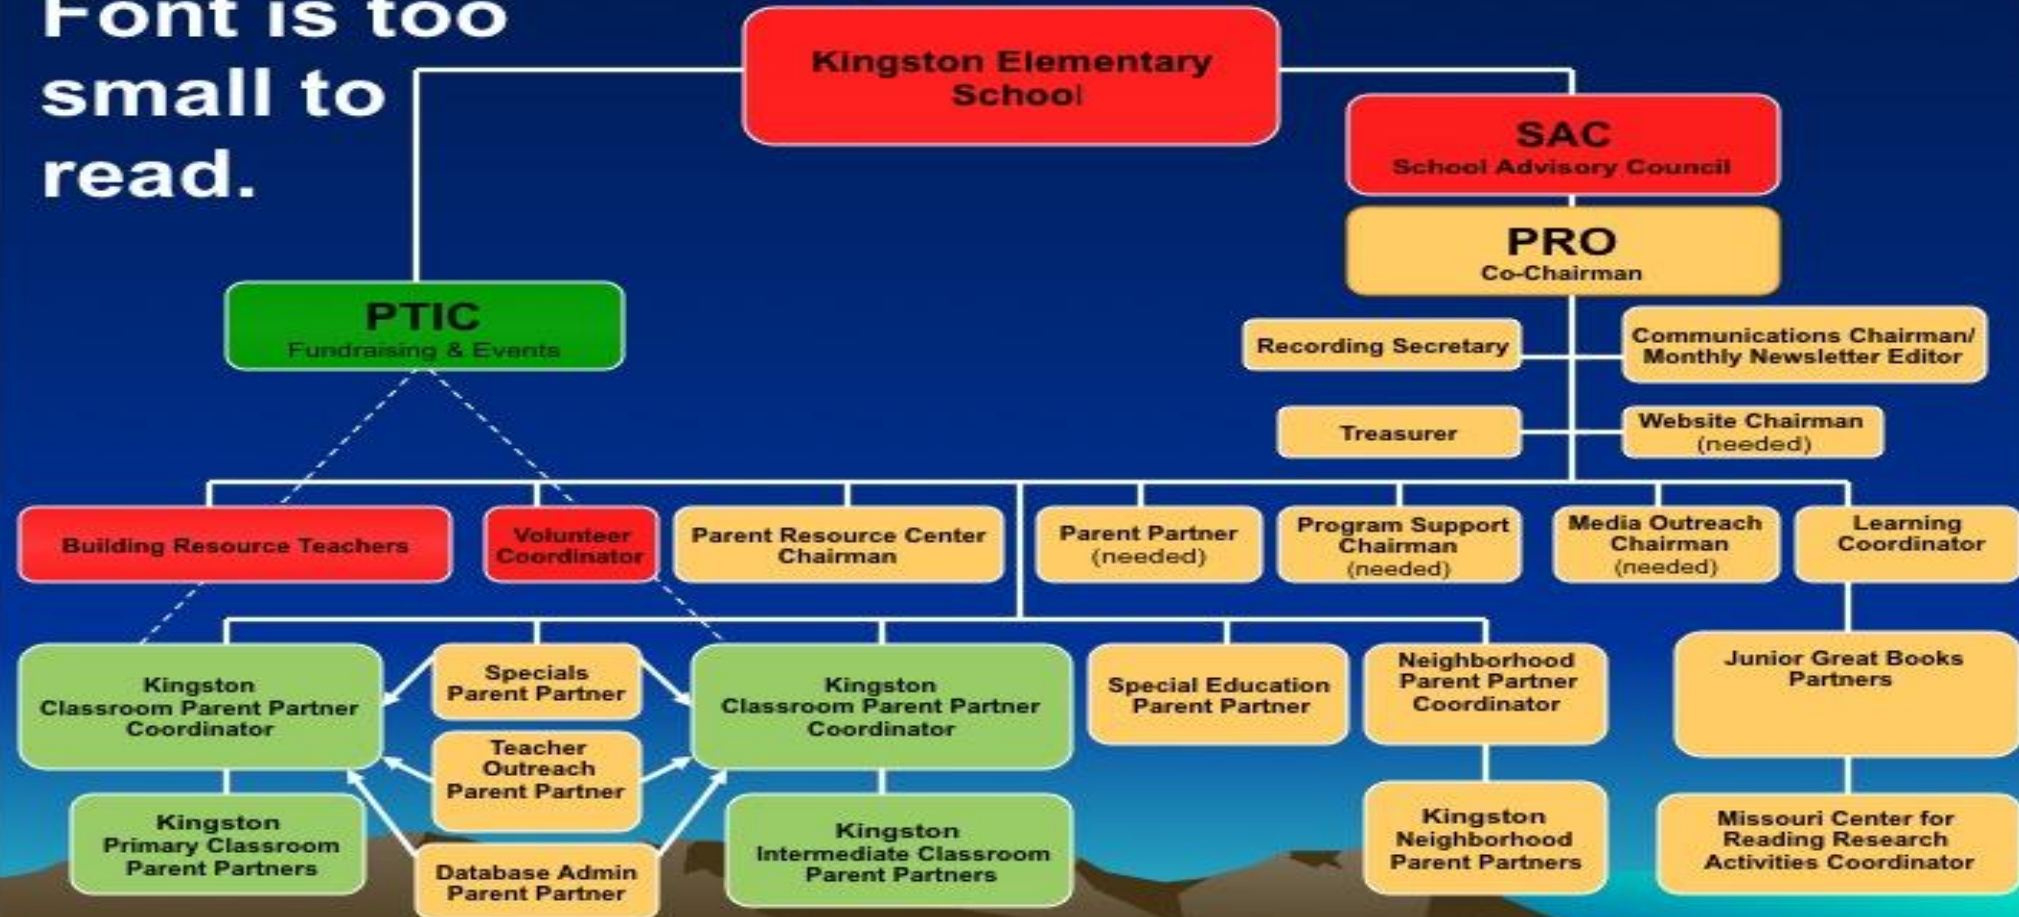 Font is too
small to
read.
Kingston Elementary
School
SAC
School Advisory Council
PRO
Co-Chairman
PTIC
Fundraising & Events
Recording Secretary
Communications Chairman/
Monthly Newsletter Editor
Treasurer
Website Chairman
(needed)
Building Resource Teachers
Volunteer
Coordinator
Parent Resource Center
Chairman
Parent Partner
(needed)
Program Support
Chairman
(needed)
Media Outreach
Chairman
(needed)
Learning
Coordinator
Kingston
Classroom Parent Partner
Coordinator
Specials
Parent Partner
Kingston
Classroom Parent Partner
Coordinator
Special Education
Parent Partner
Neighborhood
Parent Partner
Coordinator
Junior Great Books
Partners
Teacher
Outreach
Parent Partner
Kingston
Primary Classroom
Parent Partners
Database Admin
Parent Partner
Kingston
Intermediate Classroom
Parent Partners
Kingston
Neighborhood
Parent Partners
Missouri Center for
Reading Research
Activities Coordinator